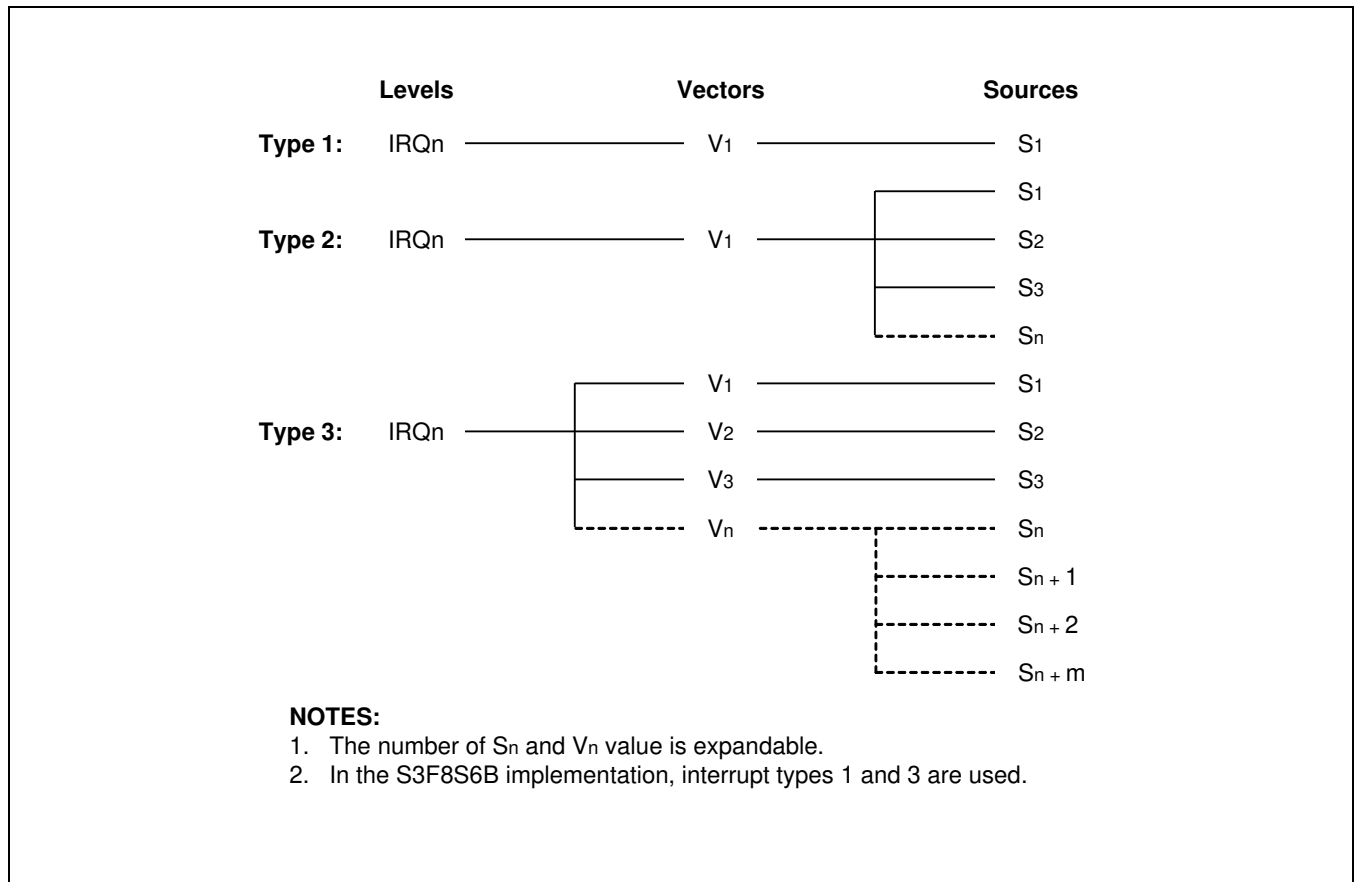 Levels Vectors Sources
Type 1: IRQn V1 S1
S1
Type 2: IRQn V1 S2
S3
Sn
V1 S1
Type 3: IRQn V2 S2
V3 S3
Vn Sn
Sn + 1
Sn + 2
Sn + m
NOTES:
1. The number of Sn and Vn value is expandable.
2. In the S3F8S6B implementation, interrupt types 1 and 3 are used.